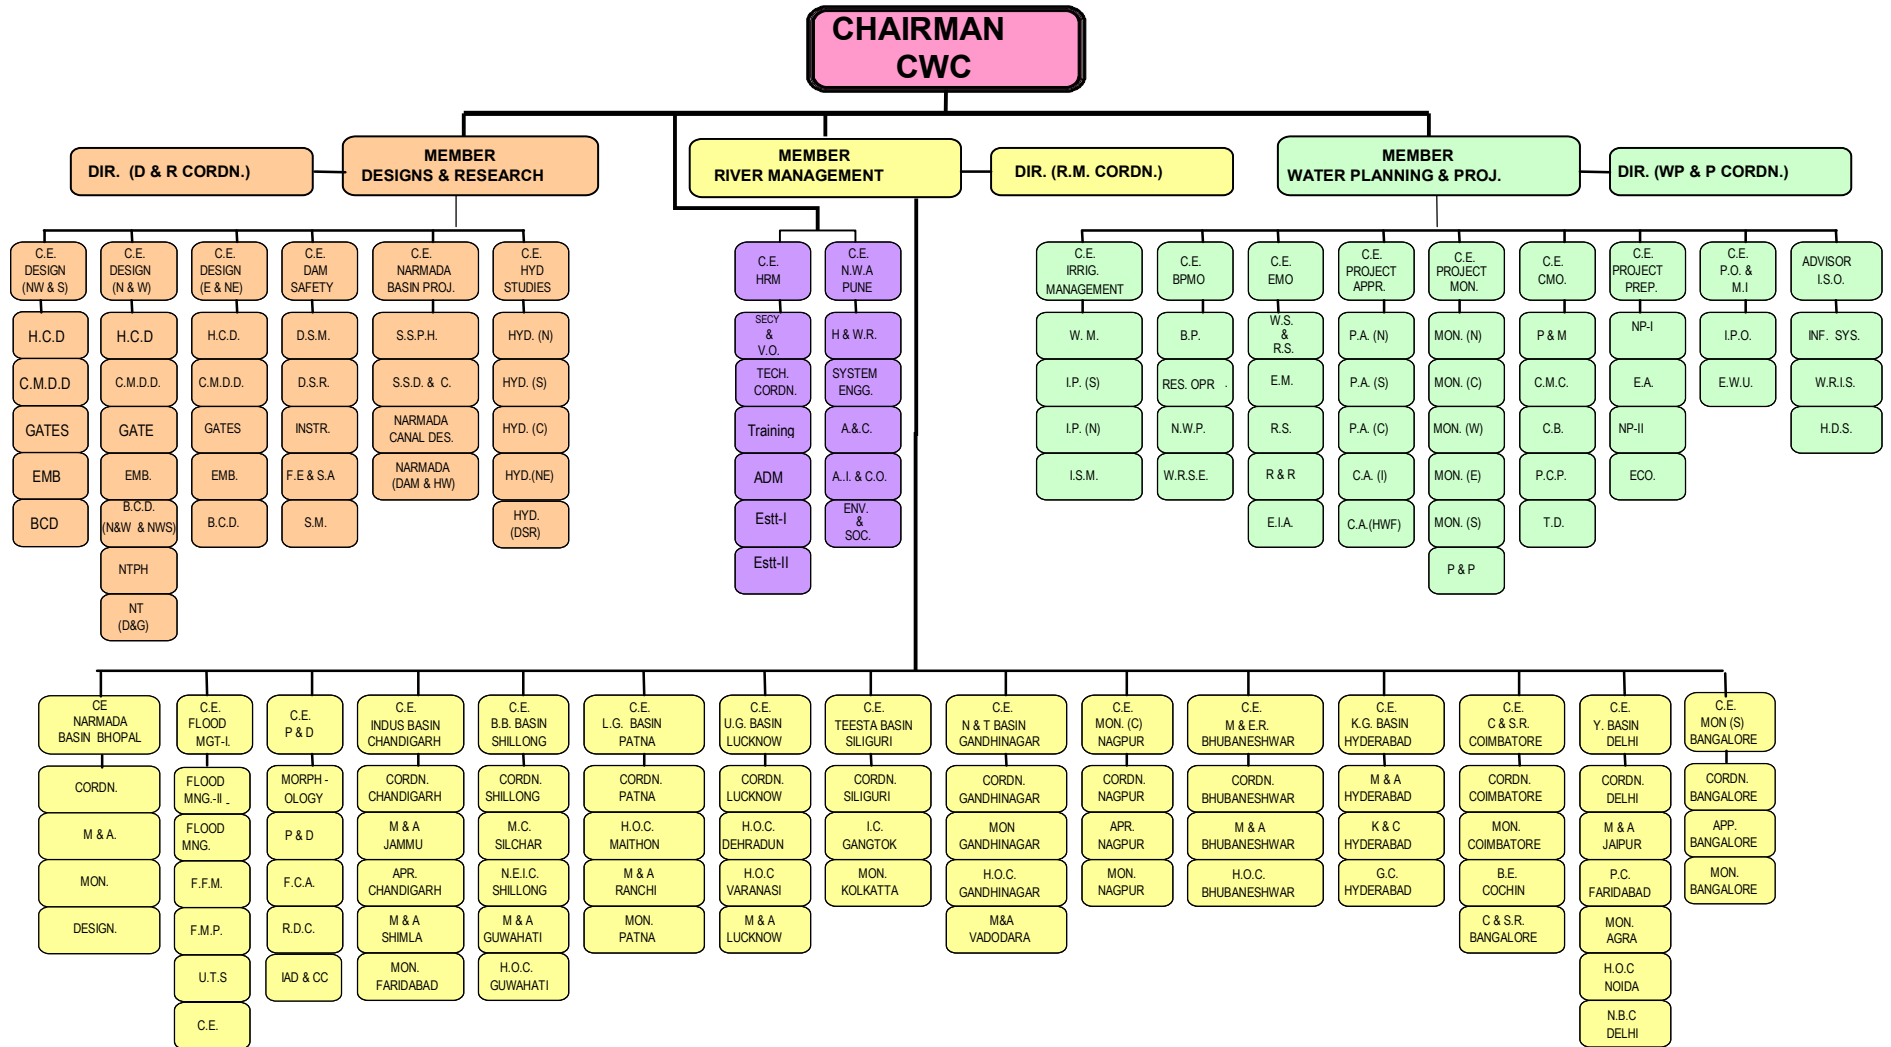 CHAIRMAN
CWC
DIR. (D & R CORDN.)
MEMBER
DESIGNS & RESEARCH
MEMBER
RIVER MANAGEMENT
DIR. (R.M. CORDN.)
MEMBER
WATER PLANNING & PROJ.
DIR. (WP & P CORDN.)
C.E.
DESIGN
(NW & S)
H.C.D
C.M.D.D
GATES
EMB
BCD
C.E.
DESIGN
(N & W)
H.C.D
C.M.D.D.
GATE
EMB.
B.C.D.
(N&W & NWS)
NTPH
NT
(D&G)
C.E.
DESIGN
(E & NE)
H.C.D.
C.M.D.D.
GATES
EMB.
B.C.D.
C.E.
DAM
SAFETY
D.S.M.
D.S.R.
INSTR.
F.E & S.A
S.M.
C.E.
NARMADA
BASIN PROJ.
S.S.P.H.
S.S.D. & C.
NARMADA
CANAL DES.
NARMADA
(DAM & HW)
C.E.
HYD
STUDIES
HYD. (N)
HYD. (S)
HYD. (C)
HYD.(NE)
HYD.
(DSR)
C.E.
HRM
SECY
&
V.O.
TECH.
CORDN.
Training
ADM
Estt-I
Estt-II
C.E.
N.W.A
PUNE
H & W.R.
SYSTEM
ENGG.
A.&.C.
A..I. & C.O.
ENV.
&
SOC.
C.E.
IRRIG.
MANAGEMENT
W. M.
I.P. (S)
I.P. (N)
I.S.M.
C.E.
BPMO
B.P.
RES. OPR .
N.W.P.
W.R.S.E.
C.E.
EMO
W.S.
&
R.S.
E.M.
R.S.
R & R
E.I.A.
C.E.
PROJECT
APPR.
P.A. (N)
P.A. (S)
P.A. (C)
C.A. (I)
C.A.(HWF)
C.E.
PROJECT
MON.
MON. (N)
MON. (C)
MON. (W)
MON. (E)
MON. (S)
P & P
C.E.
CMO.
P & M
C.M.C.
C.B.
P.C.P.
T.D.
C.E.
PROJECT
PREP.
NP-I
E.A.
NP-II
ECO.
C.E.
P.O. &
M.I
I.P.O.
E.W.U.
ADVISOR
I.S.O.
INF. SYS.
W.R.I.S.
H.D.S.
CE
NARMADA
BASIN BHOPAL
CORDN.
M & A.
MON.
DESIGN.
C.E.
FLOOD
MGT-I.
FLOOD
MNG.-II _
FLOOD
MNG.
F.F.M.
F.M.P.
U.T.S
C.E.
C.E.
P & D
MORPH -
OLOGY
P & D
F.C.A.
R.D.C.
IAD & CC
C.E.
INDUS BASIN
CHANDIGARH
CORDN.
CHANDIGARH
M & A
JAMMU
APR.
CHANDIGARH
M & A
SHIMLA
MON.
FARIDABAD
C.E.
B.B. BASIN
SHILLONG
CORDN.
SHILLONG
M.C.
SILCHAR
N.E.I.C.
SHILLONG
M & A
GUWAHATI
H.O.C.
GUWAHATI
C.E.
L.G. BASIN
PATNA
CORDN.
PATNA
H.O.C.
MAITHON
M & A
RANCHI
MON.
PATNA
C.E.
U.G. BASIN
LUCKNOW
CORDN.
LUCKNOW
H.O.C.
DEHRADUN
H.O.C
VARANASI
M & A
LUCKNOW
C.E.
TEESTA BASIN
SILIGURI
CORDN.
SILIGURI
I.C.
GANGTOK
MON.
KOLKATTA
C.E.
N & T BASIN
GANDHINAGAR
CORDN.
GANDHINAGAR
MON
GANDHINAGAR
H.O.C.
GANDHINAGAR
M&A
VADODARA
C.E.
MON. (C)
NAGPUR
CORDN.
NAGPUR
APR.
NAGPUR
MON.
NAGPUR
C.E.
M & E.R.
BHUBANESHWAR
CORDN.
BHUBANESHWAR
M & A
BHUBANESHWAR
H.O.C.
BHUBANESHWAR
C.E.
K.G. BASIN
HYDERABAD
M & A
HYDERABAD
K & C
HYDERABAD
G.C.
HYDERABAD
C.E.
C & S.R.
COIMBATORE
CORDN.
COIMBATORE
MON.
COIMBATORE
B.E.
COCHIN
C & S.R.
BANGALORE
C.E.
Y. BASIN
DELHI
CORDN.
DELHI
M & A
JAIPUR
P.C.
FARIDABAD
MON.
AGRA
H.O.C
NOIDA
N.B.C
DELHI
C.E.
MON (S)
BANGALORE
CORDN.
BANGALORE
APP.
BANGALORE
MON.
BANGALORE